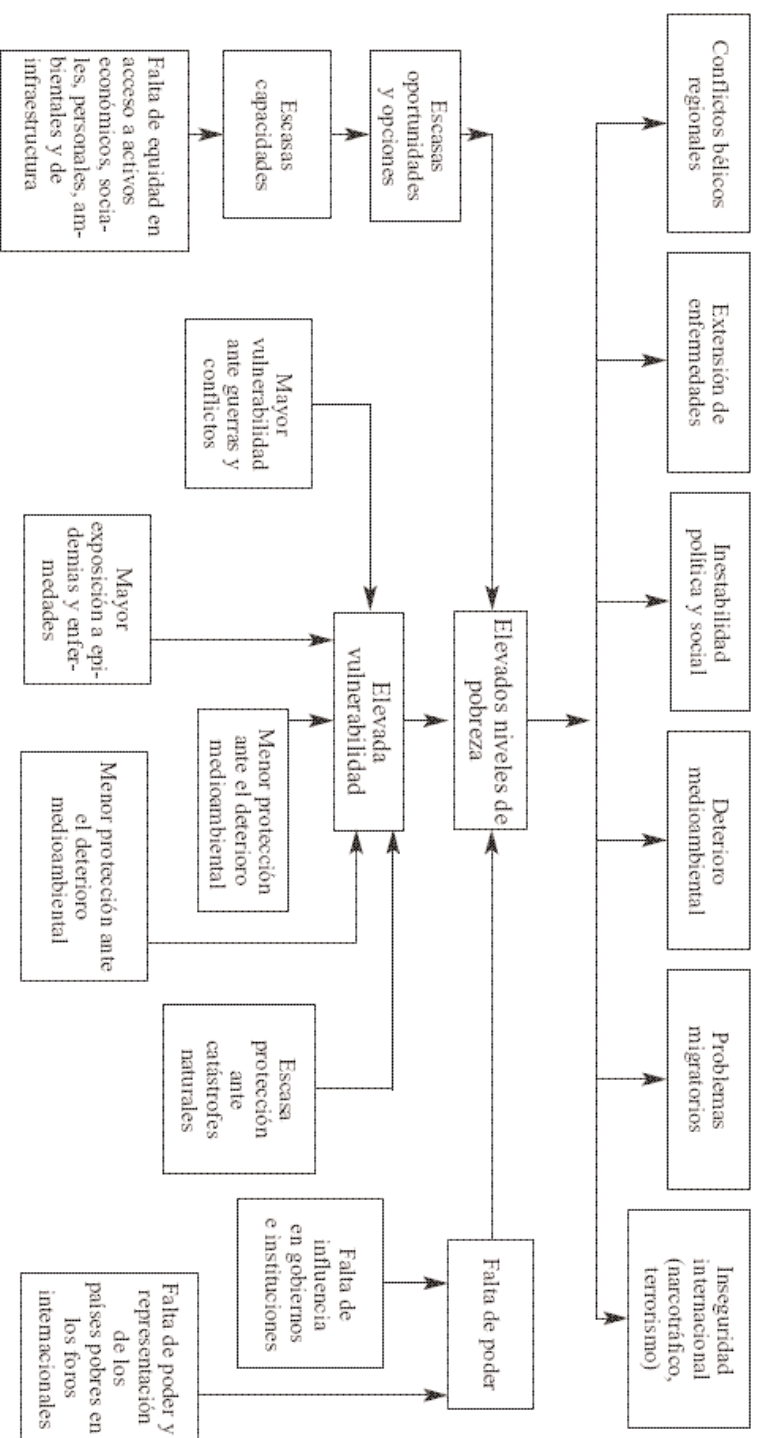 Conflictos bélicos
regionales
Extensión de
enfermedades
Inestabilidad
política y social
Deterioro
medioambiental
Problemas
migratorios
Inseguridad
internacional
(narcotráfico,
terrorismo)
Elevados niveles de
pobreza
Escasas
oportunidades
y opciones
Escasas
capacidades
Falta de equidad en
acceso a activos
económicos, socia-
les, personales, am-
bientales y de
infraestructura
Elevada
vulnerabilidad
Mayor
vulnerabilidad
ante guerras y
conflictos
Mayor
exposición a epi-
demias y enfer-
medades
Menor protección
ante el deterioro
medioambiental
Menor protección ante
el deterioro
medioambiental
Escasa
protección
ante
catástrofes
naturales
Falta de poder
Falta de
influencia
en gobiernos
e instituciones
Falta de poder y
representación
de los
países pobres en
los foros
internacionales